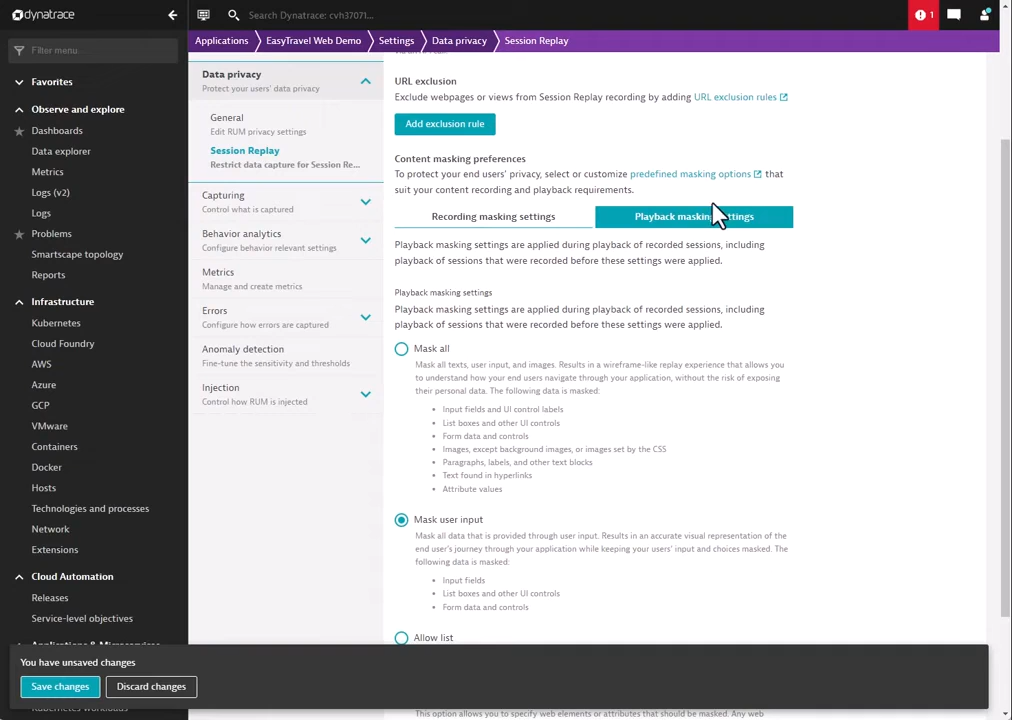 dynatrace
Search Dynatrace: cvh37071...
1
Filter menu...
Applications
EasyTravel Web Demo
Settings
Data privacy
Session Replay
Favorites
Observe and explore
Dashboards
Data explorer
Metrics
Logs (v2)
Logs
Problems
Smartscape topology
Reports
Infrastructure
Kubernetes
Cloud Foundry
AWS
Azure
GCP
VMware
Containers
Docker
Hosts
Technologies and processes
Network
Extensions
Cloud Automation
Releases
Service-level objectives
Data privacy
Protect your users' data privacy
General
Edit RUM privacy settings
Session Replay
Restrict data capture for Session Re...
Capturing
Control what is captured
Behavior analytics
Configure behavior relevant settings
Metrics
Manage and create metrics
Errors
Configure how errors are captured
Anomaly detection
Fine-tune the sensitivity and thresholds
Injection
Control how RUM is injected
URL exclusion
Exclude webpages or views from Session Replay recording by adding URL exclusion rules
Add exclusion rule
Content masking preferences
To protect your end users' privacy, select or customize predefined masking options that
suit your content recording and playback requirements.
Recording masking settings
Playback masking settings
Playback masking settings are applied during playback of recorded sessions, including
playback of sessions that were recorded before these settings were applied.
Playback masking settings
Playback masking settings are applied during playback of recorded sessions, including
playback of sessions that were recorded before these settings were applied.
Mask all
Mask all texts, user input, and images. Results in a wireframe-like replay experience that allows you
to understand how your end users navigate through your application, without the risk of exposing
their personal data. The following data is masked:
• Input fields and UI control labels
• List boxes and other UI controls
• Form data and controls
• Images, except background images, or images set by the CSS
• Paragraphs, labels, and other text blocks
• Text found in hyperlinks
• Attribute values
Mask user input
Mask all data that is provided through user input. Results in an accurate visual representation of the
end user's journey through your application while keeping your users' input and choices masked. The
following data is masked:
• Input fields
• List boxes and other UI controls
• Form data and controls
Allow list
You have unsaved changes
Save changes
Discard changes
This option allows you to specify web elements or attributes that should be masked. Any web